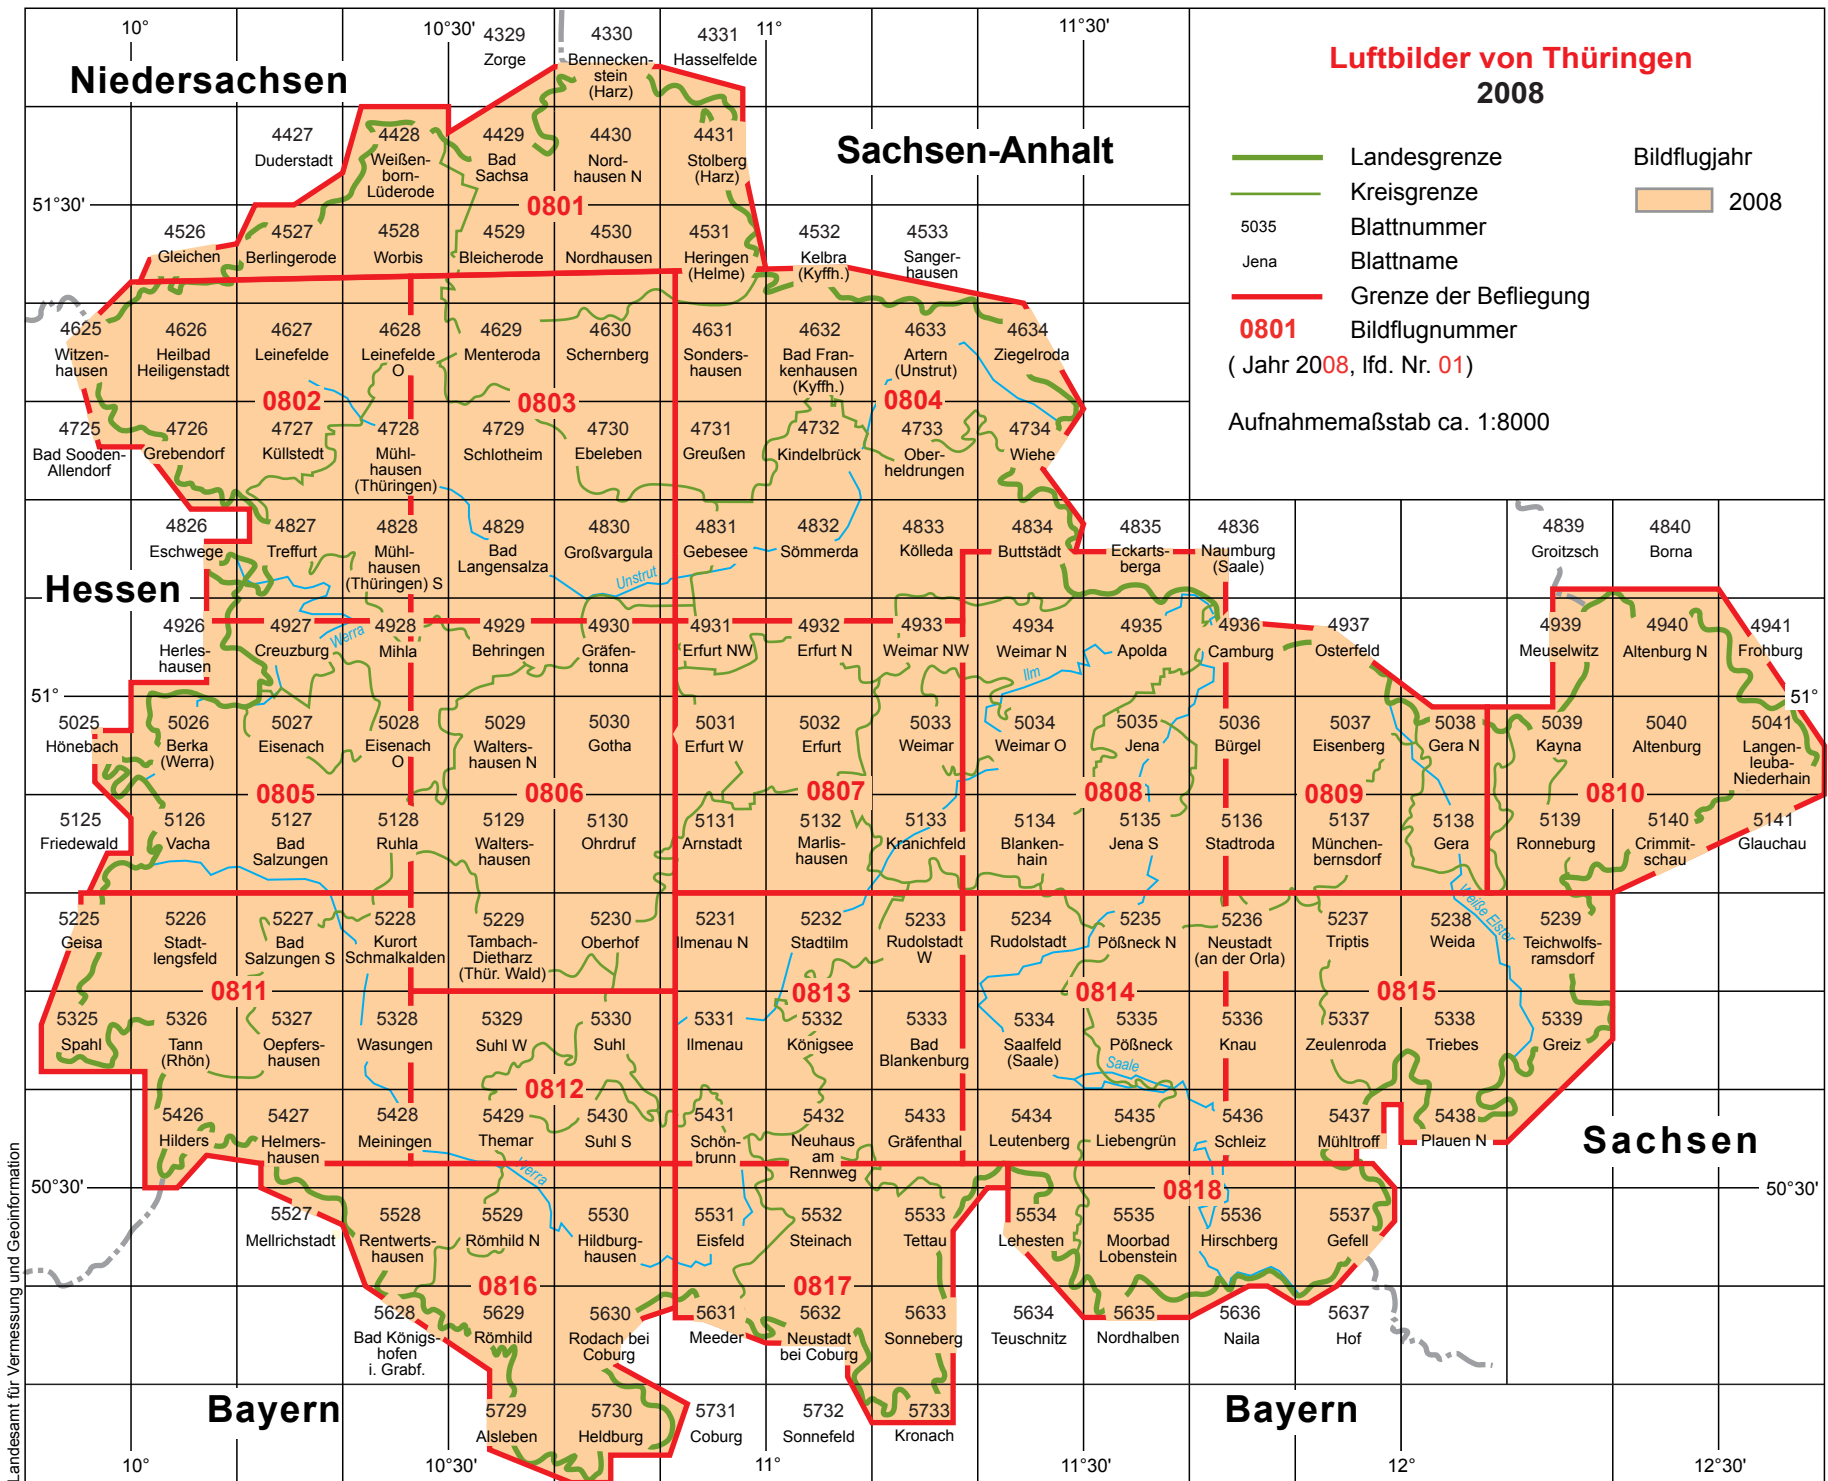 10°
10°30'
11°
11°30'
4329
Zorge
4330
Bennecken-
stein
(Harz)
4331
Hasselfelde
Niedersachsen
Sachsen-Anhalt
Luftbilder von Thüringen
2008
Landesgrenze
Bildflugjahr
Kreisgrenze
2008
5035
Blattnummer
Jena
Blattname
Grenze der Befliegung
0801
Bildflugnummer
( Jahr 2008, lfd. Nr. 01)
Aufnahmemaßstab ca. 1:8000
4427
Duderstadt
4428
Weißen-
born-
Lüderode
4429
Bad
Sachsa
4430
Nord-
hausen N
4431
Stolberg
(Harz)
51°30'
0801
4526
Gleichen
4527
Berlingerode
4528
Worbis
4529
Bleicherode
4530
Nordhausen
4531
Heringen
(Helme)
4532
Kelbra
(Kyffh.)
4533
Sanger-
hausen
4625
Witzen-
hausen
4626
Heilbad
Heiligenstadt
4627
Leinefelde
4628
Leinefelde
O
4629
Menteroda
4630
Schernberg
4631
Sonders-
hausen
4632
Bad Fran-
kenhausen
(Kyffh.)
4633
Artern
(Unstrut)
4634
Ziegelroda
0802
0803
0804
4725
Bad Sooden-
Allendorf
4726
Grebendorf
4727
Küllstedt
4728
Mühl-
hausen
(Thüringen)
4729
Schlotheim
4730
Ebeleben
4731
Greußen
4732
Kindelbrück
4733
Ober-
heldrungen
4734
Wiehe
4826
Eschwege
4827
Treffurt
4828
Mühl-
hausen
(Thüringen) S
4829
Bad
Langensalza
4830
Großvargula
4831
Gebesee
4832
Sömmerda
4833
Kölleda
4834
Buttstädt
4835
Eckarts-
berga
4836
Naumburg
(Saale)
4839
Groitzsch
4840
Borna
Hessen
Unstrut
4926
Herles-
hausen
4927
Creuzburg
Werra
4928
Mihla
4929
Behringen
4930
Gräfen-
tonna
4931
Erfurt NW
4932
Erfurt N
4933
Weimar NW
4934
Weimar N
Ilm
4935
Apolda
4936
Camburg
4937
Osterfeld
4939
Meuselwitz
4940
Altenburg N
4941
Frohburg
51°
51°
5025
Hönebach
5026
Berka
(Werra)
5027
Eisenach
5028
Eisenach
O
5029
Walters-
hausen N
5030
Gotha
5031
Erfurt W
5032
Erfurt
5033
Weimar
5034
Weimar O
5035
Jena
5036
Bürgel
5037
Eisenberg
5038
Gera N
5039
Kayna
5040
Altenburg
5041
Langen-
leuba-
Niederhain
0805
0806
0807
0808
0809
0810
5125
Friedewald
5126
Vacha
5127
Bad
Salzungen
5128
Ruhla
5129
Walters-
hausen
5130
Ohrdruf
5131
Arnstadt
5132
Marlis-
hausen
5133
Kranichfeld
5134
Blanken-
hain
5135
Jena S
5136
Stadtroda
5137
München-
bernsdorf
5138
Gera
5139
Ronneburg
5140
Crimmit-
schau
5141
Glauchau
Weiße Elster
5225
Geisa
5226
Stadt-
lengsfeld
5227
Bad
Salzungen S
5228
Kurort
Schmalkalden
5229
Tambach-
Dietharz
(Thür. Wald)
5230
Oberhof
5231
Ilmenau N
5232
Stadtilm
5233
Rudolstadt
W
5234
Rudolstadt
5235
Pößneck N
5236
Neustadt
(an der Orla)
5237
Triptis
5238
Weida
5239
Teichwolfs-
ramsdorf
0811
0813
0814
0815
5325
Spahl
5326
Tann
(Rhön)
5327
Oepfers-
hausen
5328
Wasungen
5329
Suhl W
5330
Suhl
5331
Ilmenau
5332
Königsee
5333
Bad
Blankenburg
5334
Saalfeld
(Saale)
5335
Pößneck
Saale
5336
Knau
5337
Zeulenroda
5338
Triebes
5339
Greiz
0812
5426
Hilders
5427
Helmers-
hausen
5428
Meiningen
5429
Themar
5430
Suhl S
5431
Schön-
brunn
5432
Neuhaus
am
Rennweg
5433
Gräfenthal
5434
Leutenberg
5435
Liebengrün
5436
Schleiz
5437
Mühltroff
5438
Plauen N
Sachsen
Werra
50°30'
0818
50°30'
5527
Mellrichstadt
5528
Rentwerts-
hausen
5529
Römhild N
5530
Hildburg-
hausen
5531
Eisfeld
5532
Steinach
5533
Tettau
5534
Lehesten
5535
Moorbad
Lobenstein
5536
Hirschberg
5537
Gefell
0816
0817
5628
Bad Königs-
hofen
i. Grabf.
5629
Römhild
5630
Rodach bei
Coburg
5631
Meeder
5632
Neustadt
bei Coburg
5633
Sonneberg
5634
Teuschnitz
5635
Nordhalben
5636
Naila
5637
Hof
Bayern
Bayern
5729
Alsleben
5730
Heldburg
5731
Coburg
5732
Sonnefeld
5733
Kronach
10°
10°30'
11°
11°30'
12°
12°30'
Landesamt für Vermessung und Geoinformation